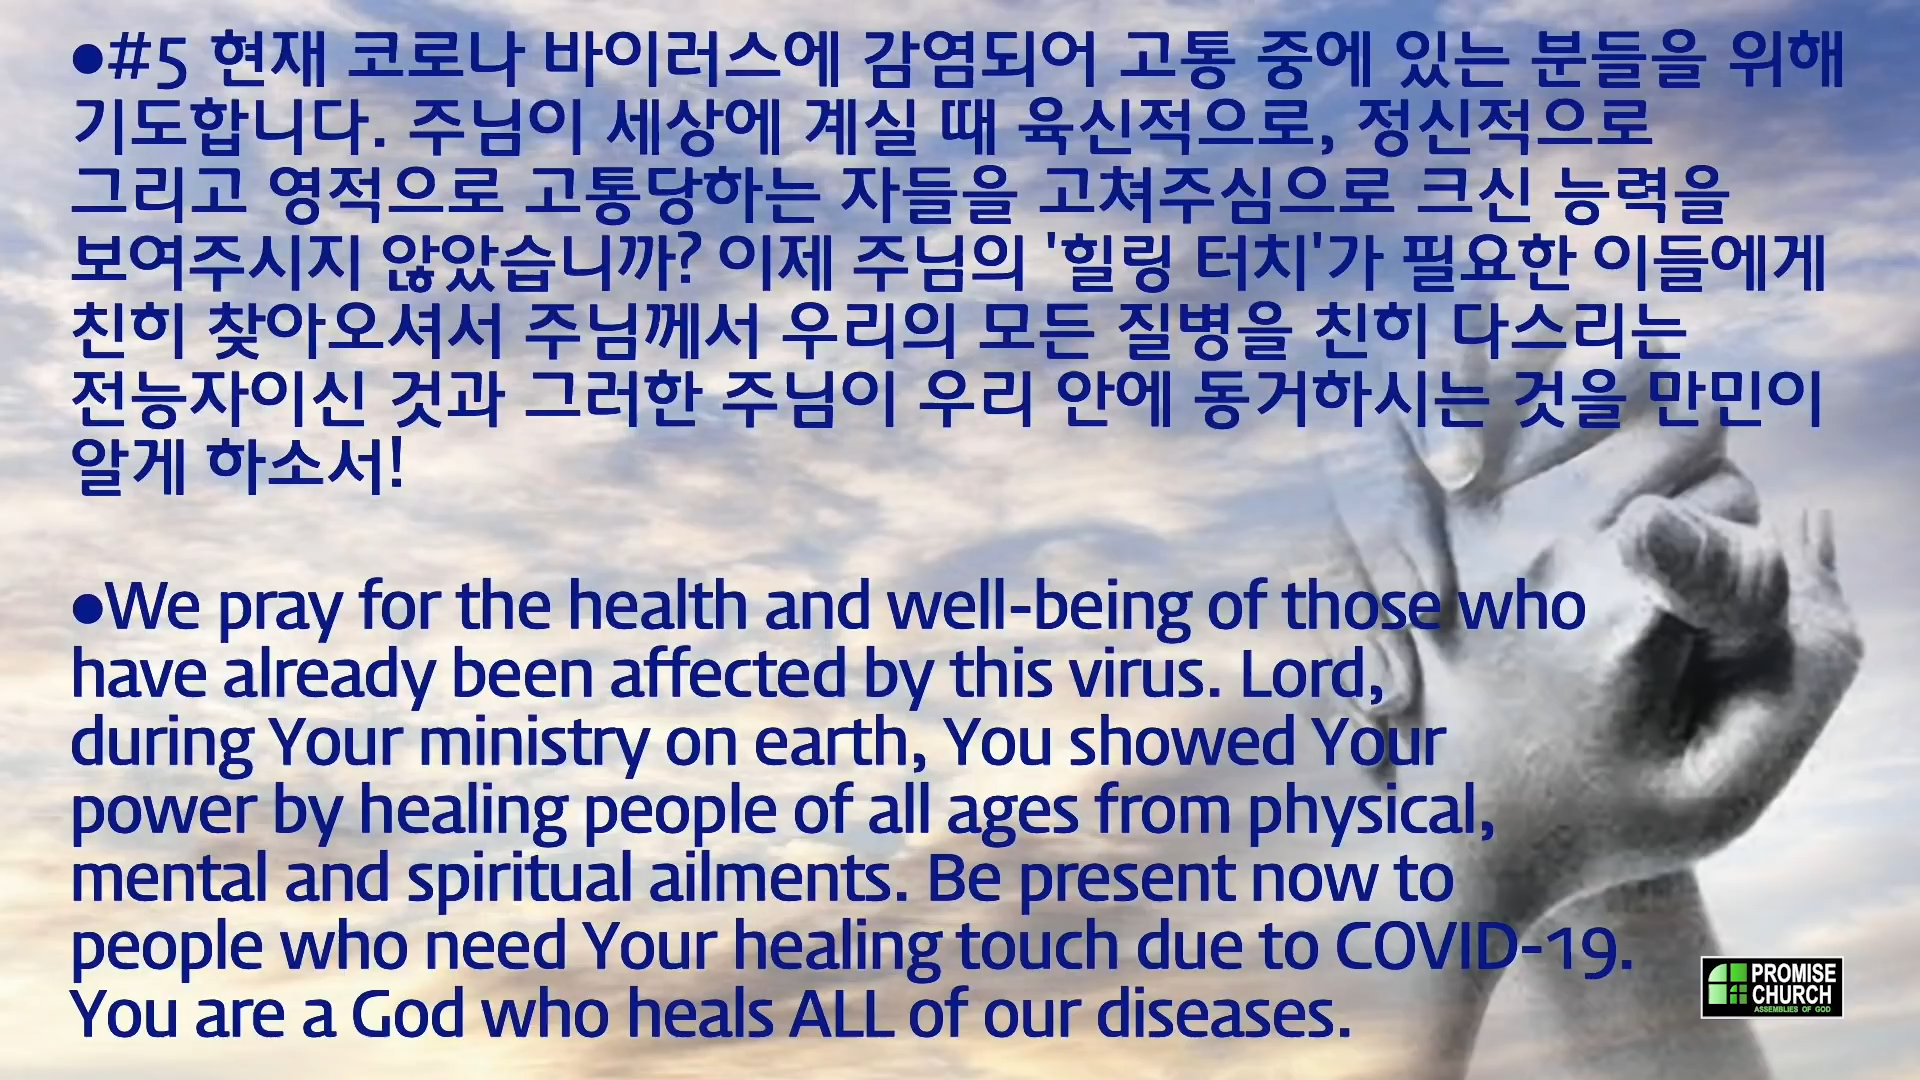 ●#5 현재 코로나 바이러스에 감염되어 고통 중에 있는 분들을 위해
기도합니다. 주님이 세상에 계실 때 육신적으로, 정신적으로
그리고 영적으로 고통당하는 자들을 고쳐주심으로 크신 능력을
보여주시지 않았습니까? 이제 주님의 '힐링 터치'가 필요한 이들에게
친히 찾아오셔서 주님께서 우리의 모든 질병을 친히 다스리는
전능자이신 것과 그러한 주님이 우리 안에 동거하시는 것을 만민이
알게 하소서!
●We pray for the health and well-being of those who
have already been affected by this virus. Lord,
during Your ministry on earth, You showed Your
power by healing people of all ages from physical,
mental and spiritual ailments. Be present now to
people who need Your healing touch due to COVID-19.
You are a God who heals ALL of our diseases.
PROMISE
CHURCH
ASSEMBLIES OF GOD